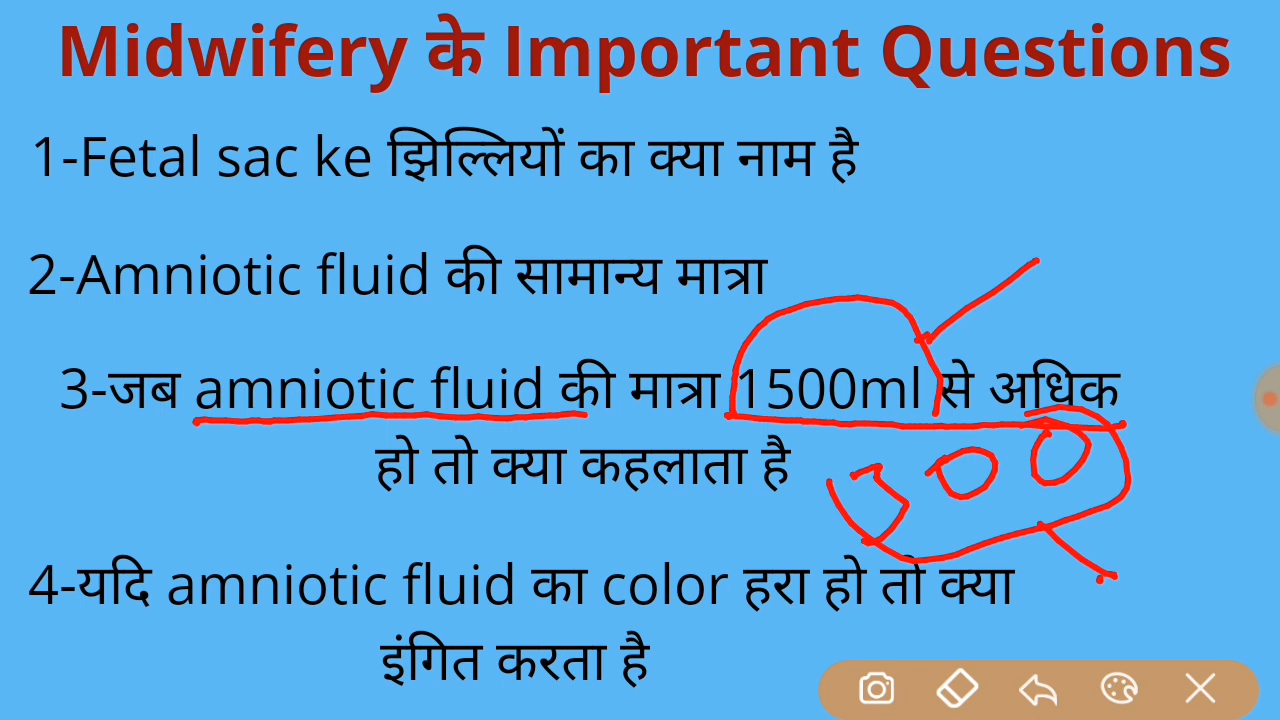 Midwifery के Important Questions
1-Fetal sac ke झिल्लियों का क्या नाम है
2-Amniotic fluid की सामान्य मात्रा
3-जब amniotic fluid की मात्रा 1500ml से अधिक
हो तो क्या कहलाता है
500
4-यदि amniotic fluid का color हरा हो तो क्या
इंगित करता है